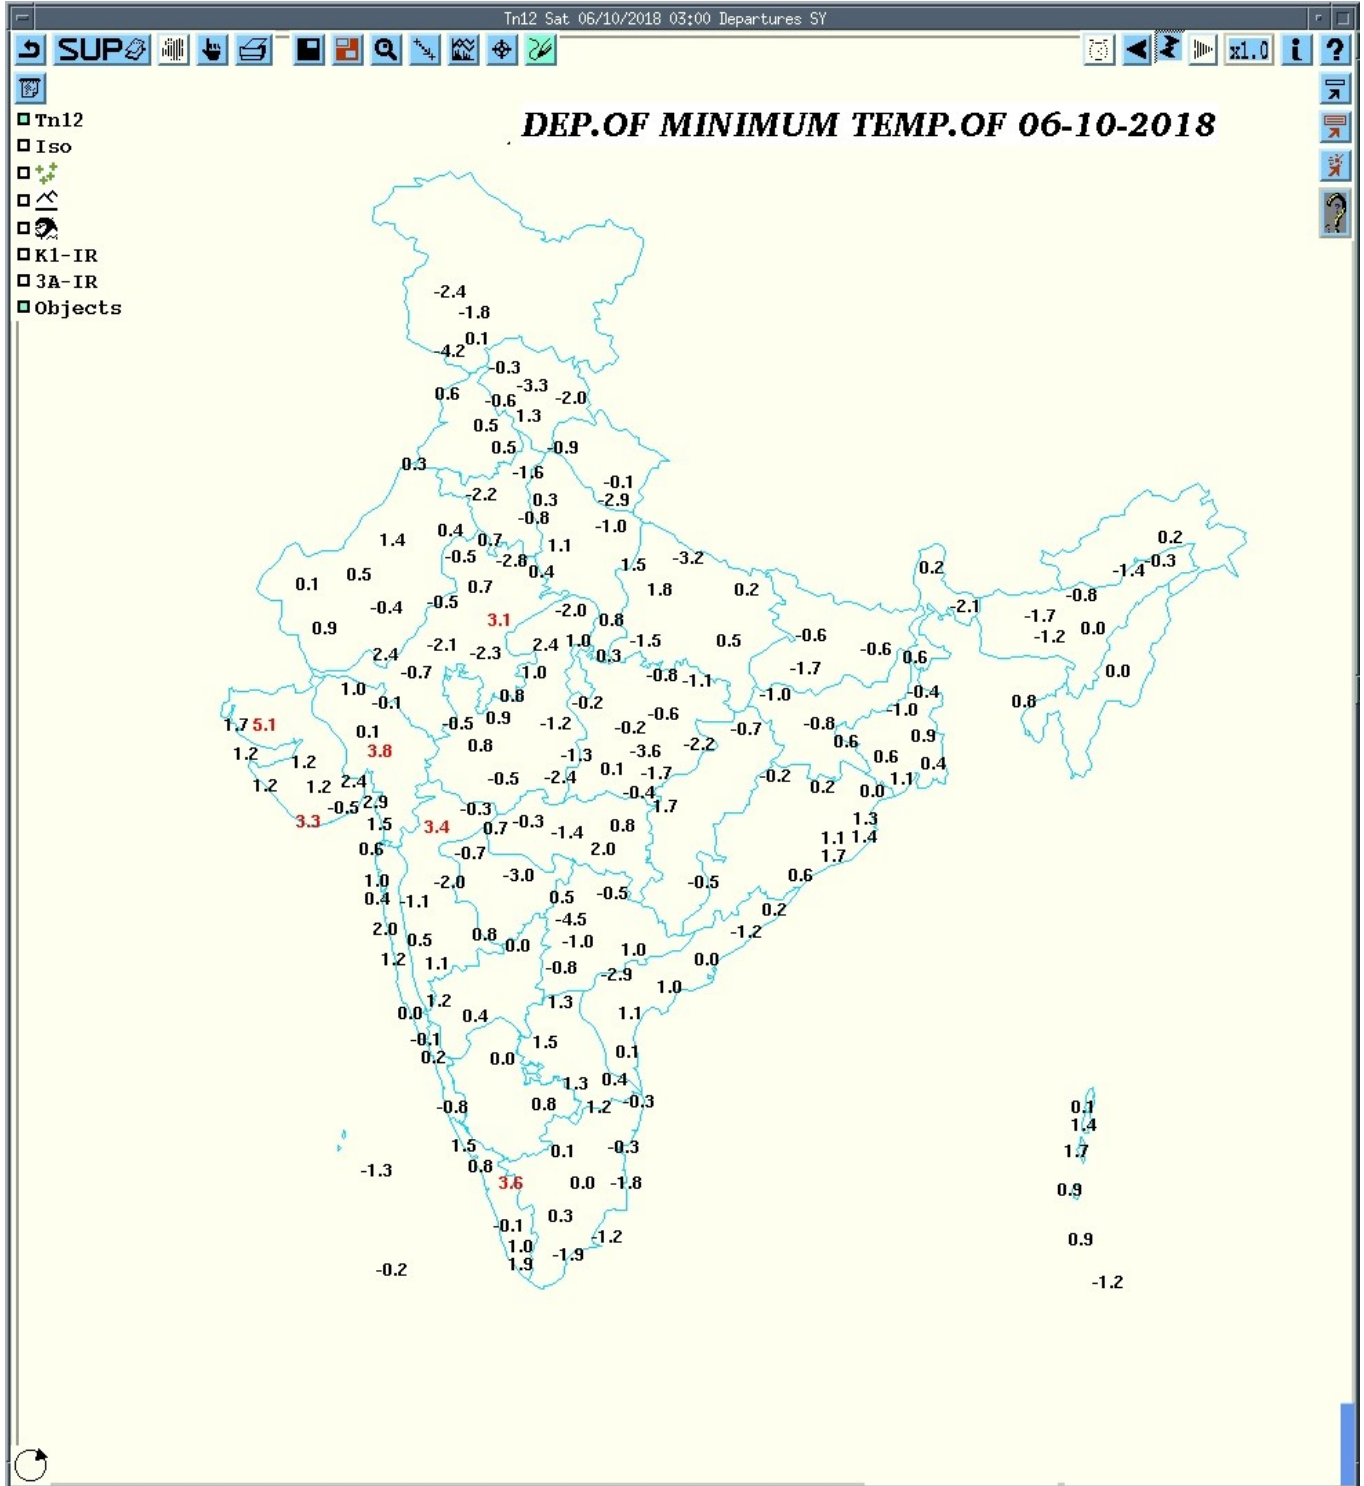 Tn12 Sat 06/10/2018 03:00 Departures SY
SUP x1.0 i ?
Tn12
DEP.OF MINIMUM TEMP.OF 06-10-2018
Iso
K1-IR
3A-IR
Objects
-2.4
-1.8
0.1
-4.2
-0.3
-3.3
0.6 -0.6 -2.0
1.3
0.5
0.5 -0.9
0.3
-1.6
-0.1
-2.2 0.3 -2.9
-0.8 -1.0
1.4 0.4 0.7 1.1 0.2
-0.5 -2.8 1.5 -3.2 0.2 -1.4 -0.3
0.1 0.5 0.7 0.4 1.8 0.2 -0.8
-0.4 -0.5 -2.0 -2.1
0.9 3.1 0.8 -1.7 0.0
2.4 -2.1 -2.3 2.4 1.0 -1.5 0.5 -0.6 -1.2
0.3 -0.6 0.6
-0.7 1.0 -0.8 -1.1 -1.7 0.0
1.0 -0.1 0.8 -0.2 -1.0 -0.4 0.8
1.7 5.1 0.1 -0.5 0.9 -1.2 -0.2 -0.6 -0.7 -0.8 -1.0
1.2 3.8 0.8 -1.3 -3.6 -2.2 0.6 0.9
1.2 0.1 -1.7 0.6 0.4
1.2 1.2 2.4 -0.5 -2.4 -0.4 -0.2 0.2 0.0 1.1
-0.5 2.9 -0.3 1.7
3.3 1.5 3.4 0.7 -0.3 -1.4 0.8 1.3
0.6 -0.7 2.0 1.1 1.4
1.7
1.0 -2.0 -3.0 -0.5 0.6
0.4 -1.1 0.5 -0.5
2.0 -4.5 0.2
0.5 0.8 0.0 -1.0 -1.2
1.2 1.1 -0.8 1.0 0.0
-2.9 1.0
1.2 1.3
0.0 0.4 1.1
-0.1 1.5
0.2 0.0 0.1
1.3 0.4
-0.8 0.8 1.2 -0.3 0.1
1.4
1.5 0.1 -0.3 1.7
-1.3 0.8
3.6 0.0 -1.8 0.9
0.3
-0.1 -1.2 0.9
1.0 -1.9
-0.2 1.9 -1.2